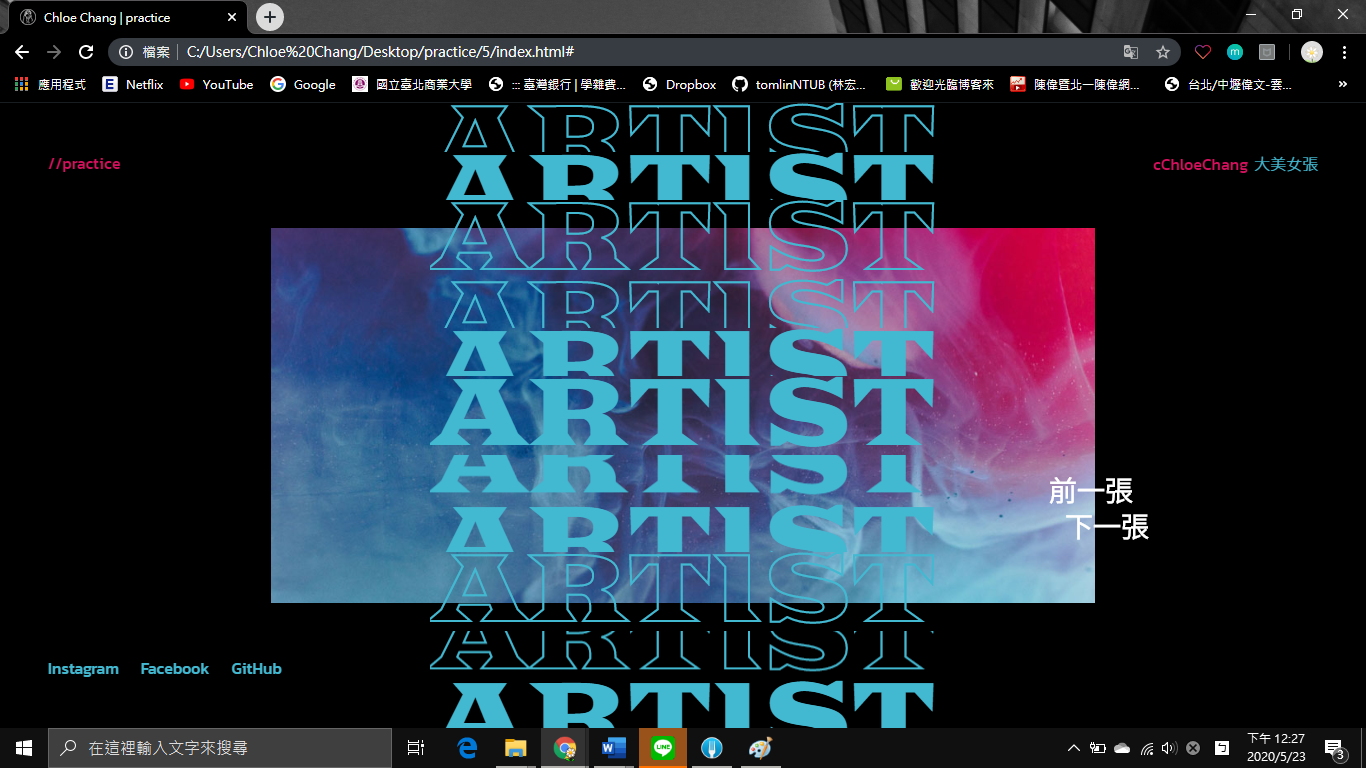 Chloe Chang | practice
檔案 C:/Users/Chloe%20Chang/Desktop/practice/5/index.html#
應用程式 Netflix YouTube Google 國立臺北商業大學 ::: 臺灣銀行 | 學雜費... Dropbox tomlinNTUB (林宏... 歡迎光臨博客來 陳偉暨北一陳偉網... 台北/中壢偉文-雲... »
ARTIST
//practice ARTIST cChloeChang 大美女張
ARTIST
ARTIST
ARTIST
ARTIST
ARTIST
前一張
ARTIST
下一張
ARTIST
ARTIST
Instagram Facebook GitHub
ARTIST
在這裡輸入文字來搜尋
下午 12:27
2020/5/23
3